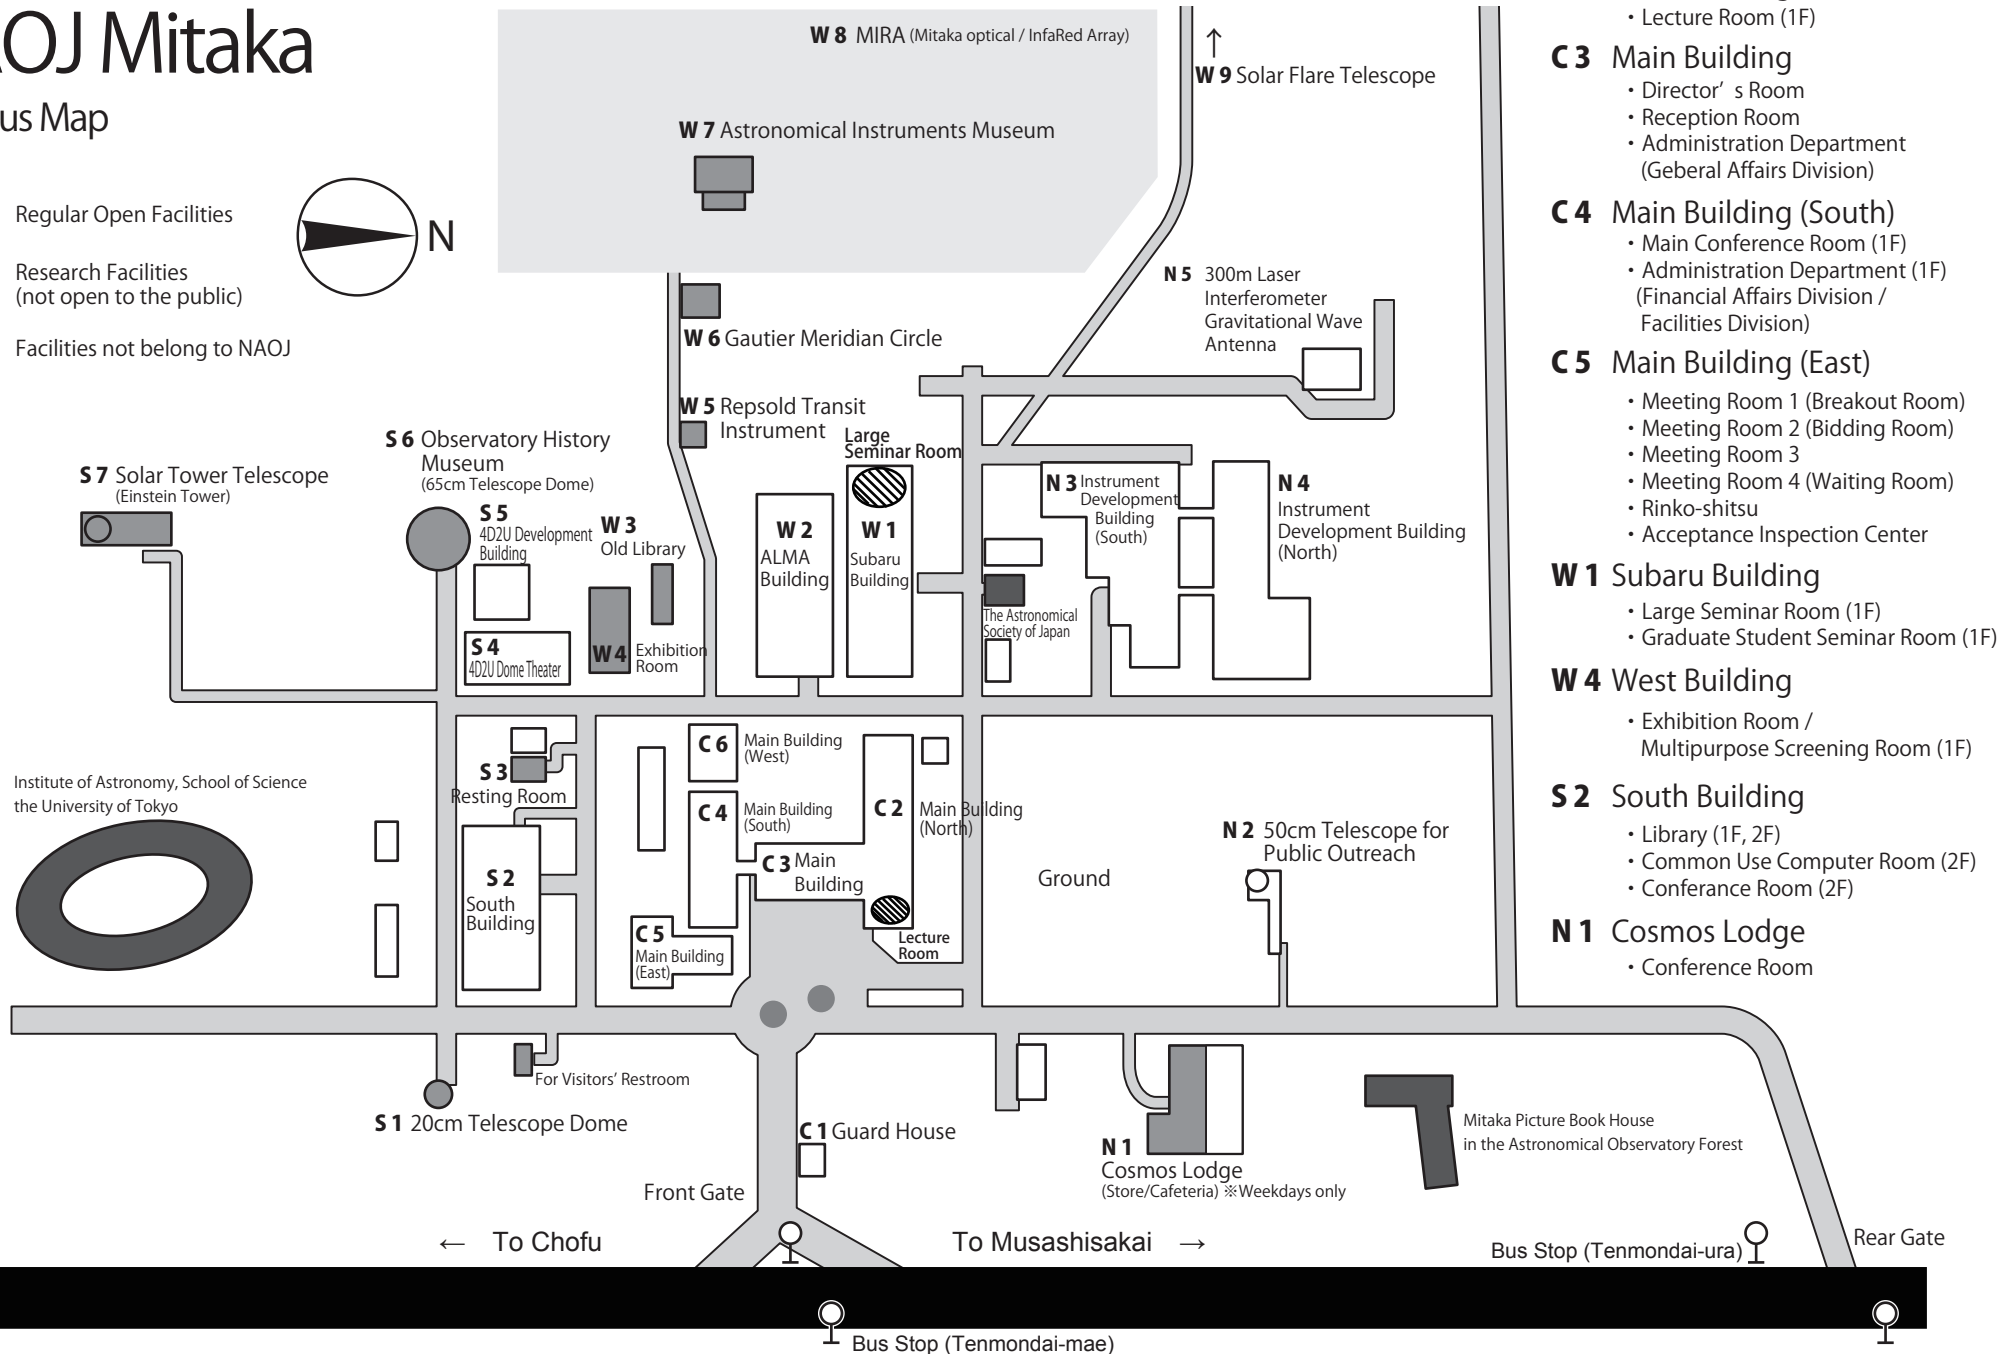 OJ Mitaka
us Map
Regular Open Facilities
Research Facilities
(not open to the public)
Facilities not belong to NAOJ
N
W 8 MIRA (Mitaka optical / InfaRed Array)
↑
W 9 Solar Flare Telescope
W 7 Astronomical Instruments Museum
W 6 Gautier Meridian Circle
N 5 300m Laser
Interferometer
Gravitational Wave
Antenna
W 5 Repsold Transit
Instrument
Large
Seminar Room
S 6 Observatory History
Museum
(65cm Telescope Dome)
S 7 Solar Tower Telescope
(Einstein Tower)
S 5
4D2U Development
Building
W 3
Old Library
W 2
ALMA
Building
W 1
Subaru
Building
N 3 Instrument
Development
Building
(South)
N 4
Instrument
Development Building
(North)
The Astronomical
Society of Japan
S 4
4D2U Dome Theater
W 4 Exhibition
Room
C 6 Main Building
(West)
S 3
Resting Room
C 4 Main Building
(South)
C 2 Main Building
(North)
C 3 Main
Building
Institute of Astronomy, School of Science
the University of Tokyo
S 2
South
Building
C 5
Main Building
(East)
Lecture
Room
Ground
N 2 50cm Telescope for
Public Outreach
For Visitors’ Restroom
S 1 20cm Telescope Dome
C 1 Guard House
Front Gate
N 1
Cosmos Lodge
(Store/Cafeteria) ※Weekdays only
Mitaka Picture Book House
in the Astronomical Observatory Forest
← To Chofu
To Musashisakai →
Bus Stop (Tenmondai-ura)
Rear Gate
Bus Stop (Tenmondai-mae)
・Lecture Room (1F)
C 3 Main Building
・Director’ s Room
・Reception Room
・Administration Department
(Geberal Affairs Division)
C 4 Main Building (South)
・Main Conference Room (1F)
・Administration Department (1F)
(Financial Affairs Division /
Facilities Division)
C 5 Main Building (East)
・Meeting Room 1 (Breakout Room)
・Meeting Room 2 (Bidding Room)
・Meeting Room 3
・Meeting Room 4 (Waiting Room)
・Rinko-shitsu
・Acceptance Inspection Center
W 1 Subaru Building
・Large Seminar Room (1F)
・Graduate Student Seminar Room (1F)
W 4 West Building
・Exhibition Room /
Multipurpose Screening Room (1F)
S 2 South Building
・Library (1F, 2F)
・Common Use Computer Room (2F)
・Conferance Room (2F)
N 1 Cosmos Lodge
・Conference Room